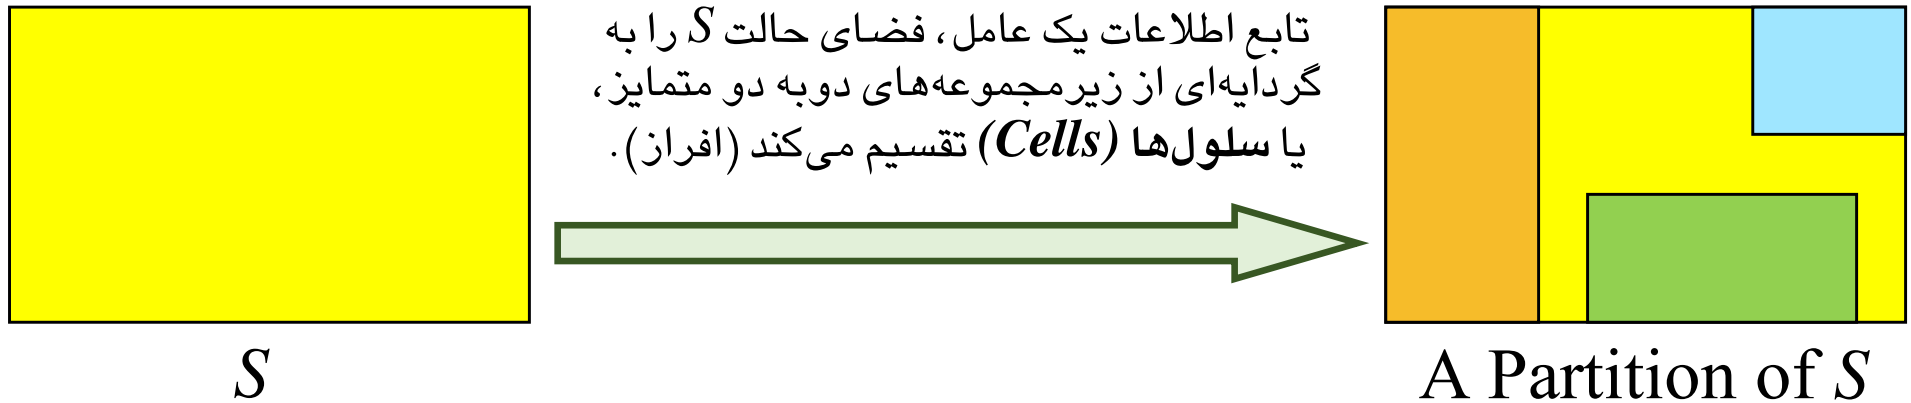 تابع اطلاعات یک عامل، فضای حالت S را به
گردایه‌ای از زیرمجموعه‌های دوبه دو متمایز،
یا سلول‌ها (Cells) تقسیم می‌کند (افراز).
S
A Partition of S